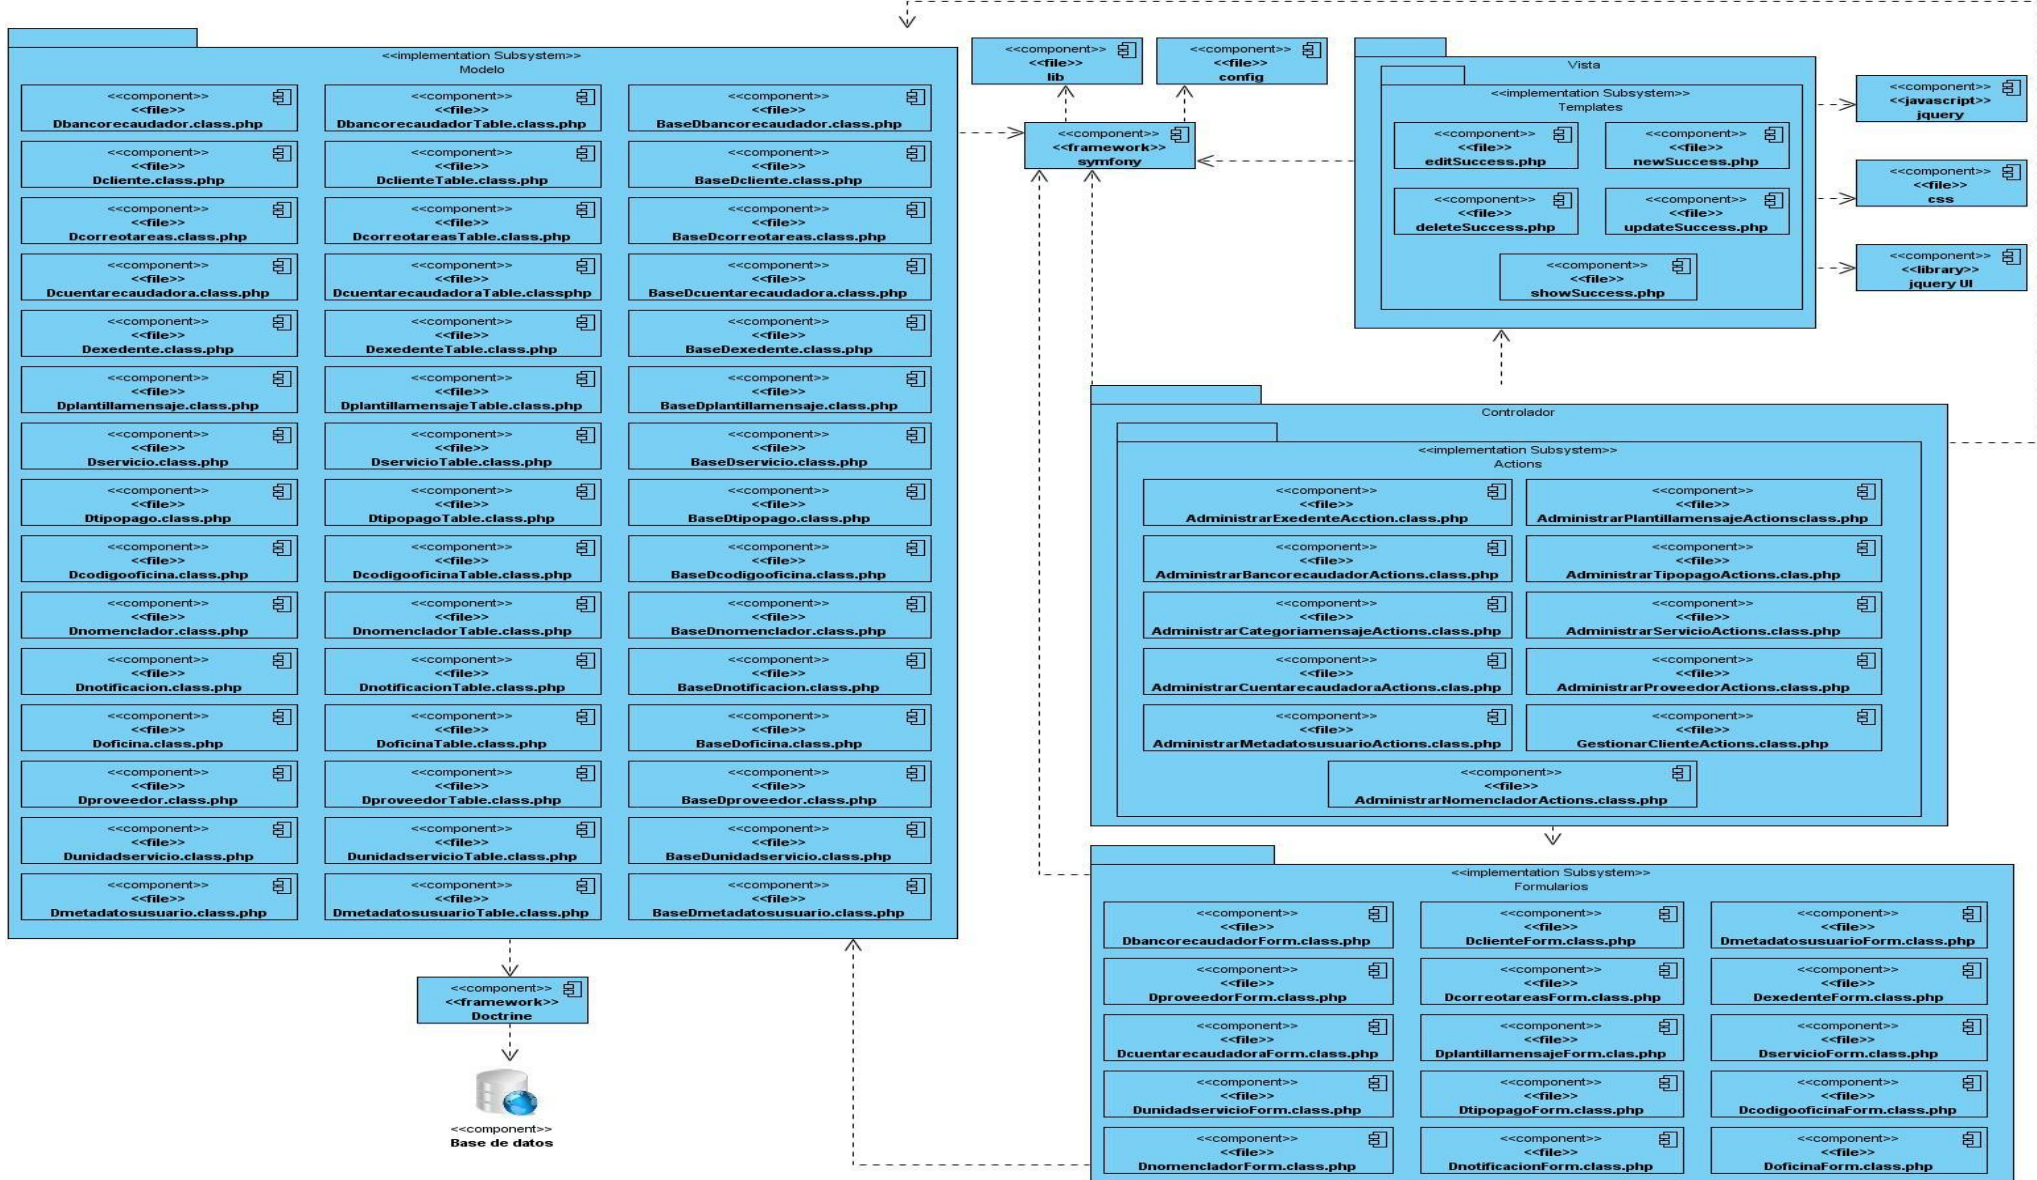 <<implementation Subsystem>>
Modelo
<<component>>
<<file>>
Dbancorecaudador.class.php
<<component>>
<<file>>
DbancorecaudadorTable.class.php
<<component>>
<<file>>
BaseDbancorecaudador.class.php
<<component>>
<<file>>
Dcliente.class.php
<<component>>
<<file>>
DclienteTable.class.php
<<component>>
<<file>>
BaseDcliente.class.php
<<component>>
<<file>>
Dcorreotareas.class.php
<<component>>
<<file>>
DcorreotareasTable.class.php
<<component>>
<<file>>
BaseDcorreotareas.class.php
<<component>>
<<file>>
Dcuentarecaudadora.class.php
<<component>>
<<file>>
DcuentarecaudadoraTable.classphp
<<component>>
<<file>>
BaseDcuentarecaudadora.class.php
<<component>>
<<file>>
Dexedente.class.php
<<component>>
<<file>>
DexedenteTable.class.php
<<component>>
<<file>>
BaseDexedente.class.php
<<component>>
<<file>>
Dplantillamensaje.class.php
<<component>>
<<file>>
DplantillamensajeTable.class.php
<<component>>
<<file>>
BaseDplantillamensaje.class.php
<<component>>
<<file>>
Dservicio.class.php
<<component>>
<<file>>
DservicioTable.class.php
<<component>>
<<file>>
BaseDservicio.class.php
<<component>>
<<file>>
Dtipopago.class.php
<<component>>
<<file>>
DtipopagoTable.class.php
<<component>>
<<file>>
BaseDtipopago.class.php
<<component>>
<<file>>
Dcodigooficina.class.php
<<component>>
<<file>>
DcodigooficinaTable.class.php
<<component>>
<<file>>
BaseDcodigooficina.class.php
<<component>>
<<file>>
Dnomenclador.class.php
<<component>>
<<file>>
DnomencladorTable.class.php
<<component>>
<<file>>
BaseDnomenclador.class.php
<<component>>
<<file>>
Dnotificacion.class.php
<<component>>
<<file>>
DnotificacionTable.class.php
<<component>>
<<file>>
BaseDnotificacion.class.php
<<component>>
<<file>>
Doficina.class.php
<<component>>
<<file>>
DoficinaTable.class.php
<<component>>
<<file>>
BaseDoficina.class.php
<<component>>
<<file>>
Dproveedor.class.php
<<component>>
<<file>>
DproveedorTable.class.php
<<component>>
<<file>>
BaseDproveedor.class.php
<<component>>
<<file>>
Dunidadservicio.class.php
<<component>>
<<file>>
DunidadservicioTable.class.php
<<component>>
<<file>>
BaseDunidadservicio.class.php
<<component>>
<<file>>
Dmetadatosusuario.class.php
<<component>>
<<file>>
DmetadatosusuarioTable.class.php
<<component>>
<<file>>
BaseDmetadatosusuario.class.php
<<component>>
<<framework>>
Doctrine
<<component>>
Base de datos
<<component>>
<<file>>
lib
<<component>>
<<file>>
config
<<component>>
<<framework>>
symfony
Vista
<<implementation Subsystem>>
Templates
<<component>>
<<file>>
editSuccess.php
<<component>>
<<file>>
newSuccess.php
<<component>>
<<file>>
deleteSuccess.php
<<component>>
<<file>>
updateSuccess.php
<<component>>
<<file>>
showSuccess.php
<<component>>
<<javascript>>
jquery
<<component>>
<<file>>
css
<<component>>
<<library>>
jquery UI
Controlador
<<implementation Subsystem>>
Actions
<<component>>
<<file>>
AdministrarExedenteAcction.class.php
<<component>>
<<file>>
AdministrarPlantillamensajeActionsclass.php
<<component>>
<<file>>
AdministrarBancorecaudadorActions.class.php
<<component>>
<<file>>
AdministrarTipopagoActions.clas.php
<<component>>
<<file>>
AdministrarCategoriamensajeActions.class.php
<<component>>
<<file>>
AdministrarServicioActions.class.php
<<component>>
<<file>>
AdministrarCuentarecaudadoraActions.clas.php
<<component>>
<<file>>
AdministrarProveedorActions.class.php
<<component>>
<<file>>
AdministrarMetadatosusuarioActions.class.php
<<component>>
<<file>>
GestionarClienteActions.class.php
<<component>>
<<file>>
AdministrarNomencladorActions.class.php
<<implementation Subsystem>>
Formularios
<<component>>
<<file>>
DbancorecaudadorForm.class.php
<<component>>
<<file>>
DclienteForm.class.php
<<component>>
<<file>>
DmetadatosusuarioForm.class.php
<<component>>
<<file>>
DproveedorForm.class.php
<<component>>
<<file>>
DcorreotareasForm.class.php
<<component>>
<<file>>
DexedenteForm.class.php
<<component>>
<<file>>
DcuentarecaudadoraForm.class.php
<<component>>
<<file>>
DplantillamensajeForm.clas.php
<<component>>
<<file>>
DservicioForm.class.php
<<component>>
<<file>>
DunidadservicioForm.class.php
<<component>>
<<file>>
DtipopagoForm.class.php
<<component>>
<<file>>
DcodigooficinaForm.class.php
<<component>>
<<file>>
DnomencladorForm.class.php
<<component>>
<<file>>
DnotificacionForm.class.php
<<component>>
<<file>>
DoficinaForm.class.php